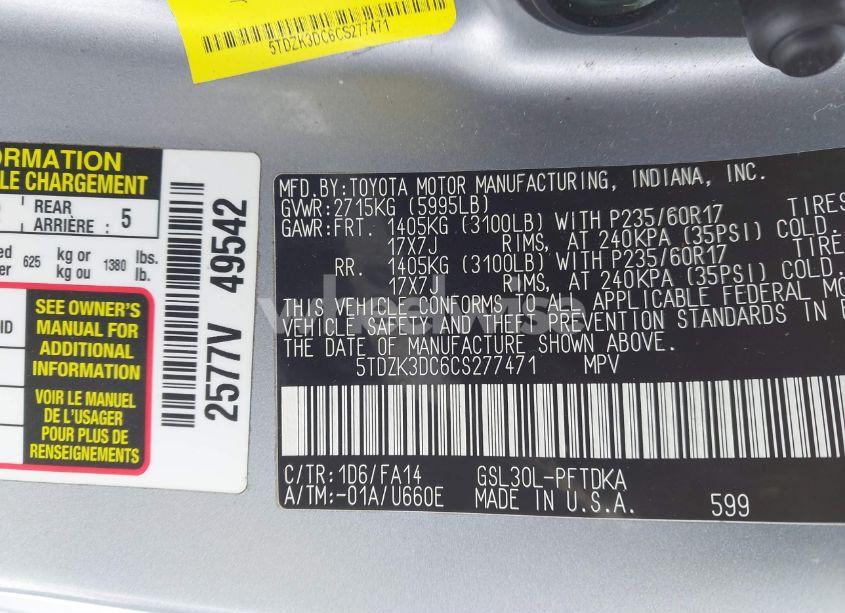 5TDZK3DC6CS277471
ORMATION
LE CHARGEMENT
REAR
ARRIÈRE : 5
625 kg or
kg ou 1380 lbs.
lb.
SEE OWNER'S
MANUAL FOR
ADDITIONAL
INFORMATION
VOIR LE MANUEL
DE L'USAGER
POUR PLUS DE
RENSEIGNEMENTS
2577V 49542
MFD.BY:TOYOTA MOTOR MANUFACTURING, INDIANA, INC.
GVWR:2715KG (5995LB)
GAWR:FRT. 1405KG (3100LB) WITH P235/60R17 TIRES
17X7J RIMS, AT 240KPA (35PSI) COLD.
RR. 1405KG (3100LB) WITH P235/60R17 TIRES
17X7J RIMS, AT 240KPA (35PSI) COLD.
THIS VEHICLE CONFORMS TO ALL APPLICABLE FEDERAL MO
VEHICLE SAFETY AND THEFT PREVENTION STANDARDS IN E
THE DATE OF MANUFACTURE SHOWN ABOVE.
5TDZK3DC6CS277471 MPV
C/TR:1D6/FA14 GSL30L-PFTDKA
A/TM:-01A/U660E MADE IN U.S.A. 599